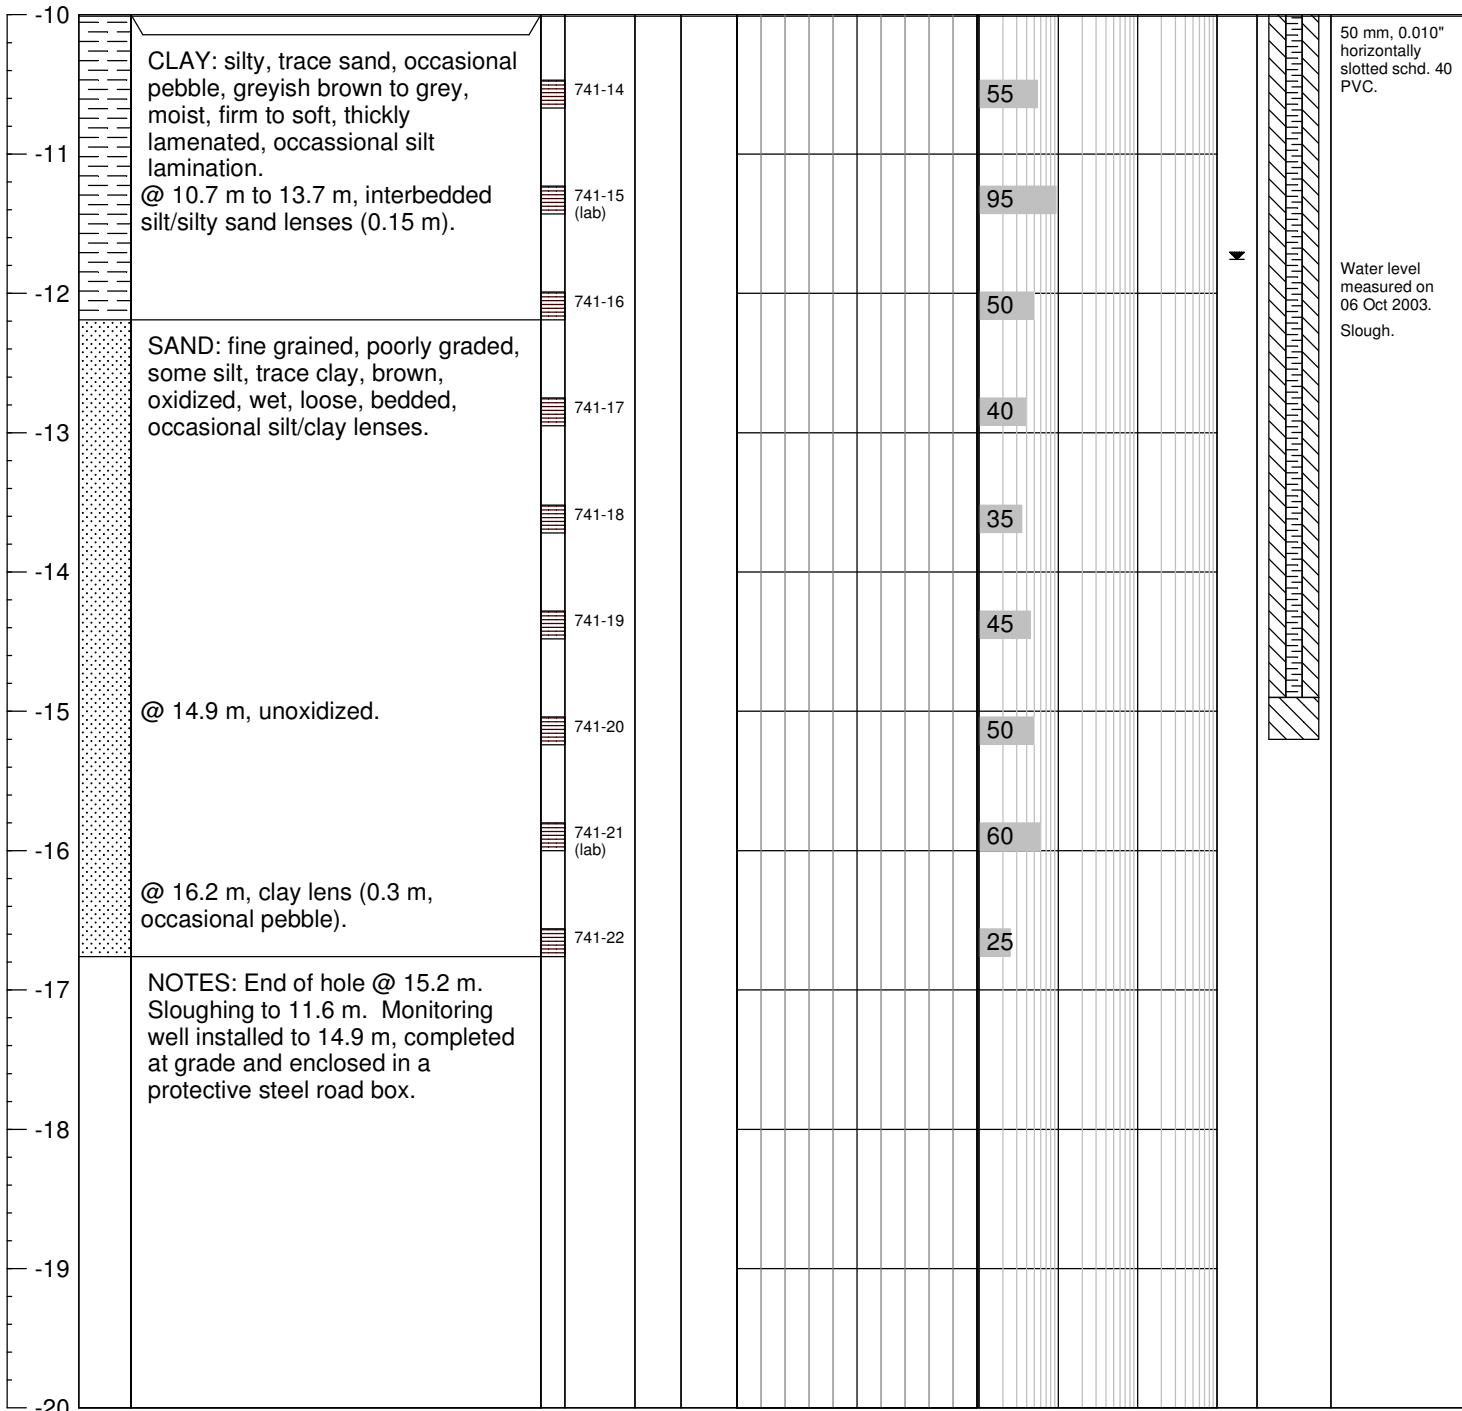 -10
CLAY: silty, trace sand, occasional
pebble, greyish brown to grey,
moist, firm to soft, thickly
lamenated, occassional silt
lamination.
@ 10.7 m to 13.7 m, interbedded
silt/silty sand lenses (0.15 m).
741-14
55
50 mm, 0.010"
horizontally
slotted schd. 40
PVC.
-11
741-15
(lab)
95
-12
741-16
50
Water level
measured on
06 Oct 2003.
Slough.
SAND: fine grained, poorly graded,
some silt, trace clay, brown,
oxidized, wet, loose, bedded,
occasional silt/clay lenses.
741-17
40
-13
741-18
35
-14
741-19
45
-15
@ 14.9 m, unoxidized.
741-20
50
741-21
(lab)
60
-16
@ 16.2 m, clay lens (0.3 m,
occasional pebble).
741-22
25
-17
NOTES: End of hole @ 15.2 m.
Sloughing to 11.6 m. Monitoring
well installed to 14.9 m, completed
at grade and enclosed in a
protective steel road box.
-18
-19
-20